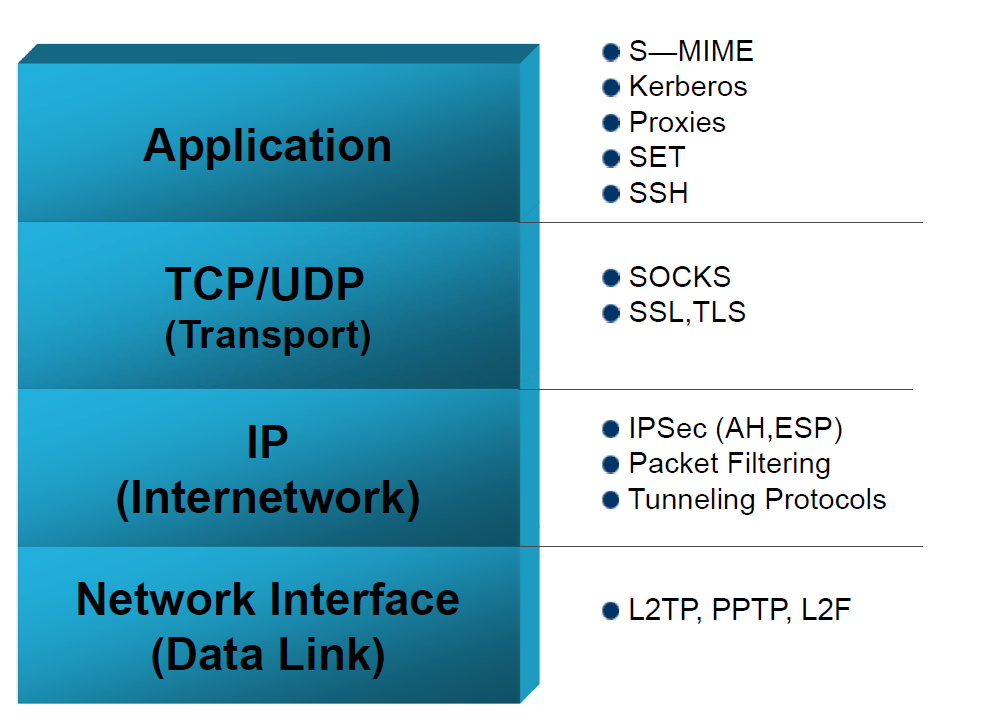 Application
S—MIME
Kerberos
Proxies
SET
SSH
TCP/UDP
(Transport)
SOCKS
SSL,TLS
IP
(Internetwork)
IPSec (AH,ESP)
Packet Filtering
Tunneling Protocols
Network Interface
(Data Link)
L2TP, PPTP, L2F